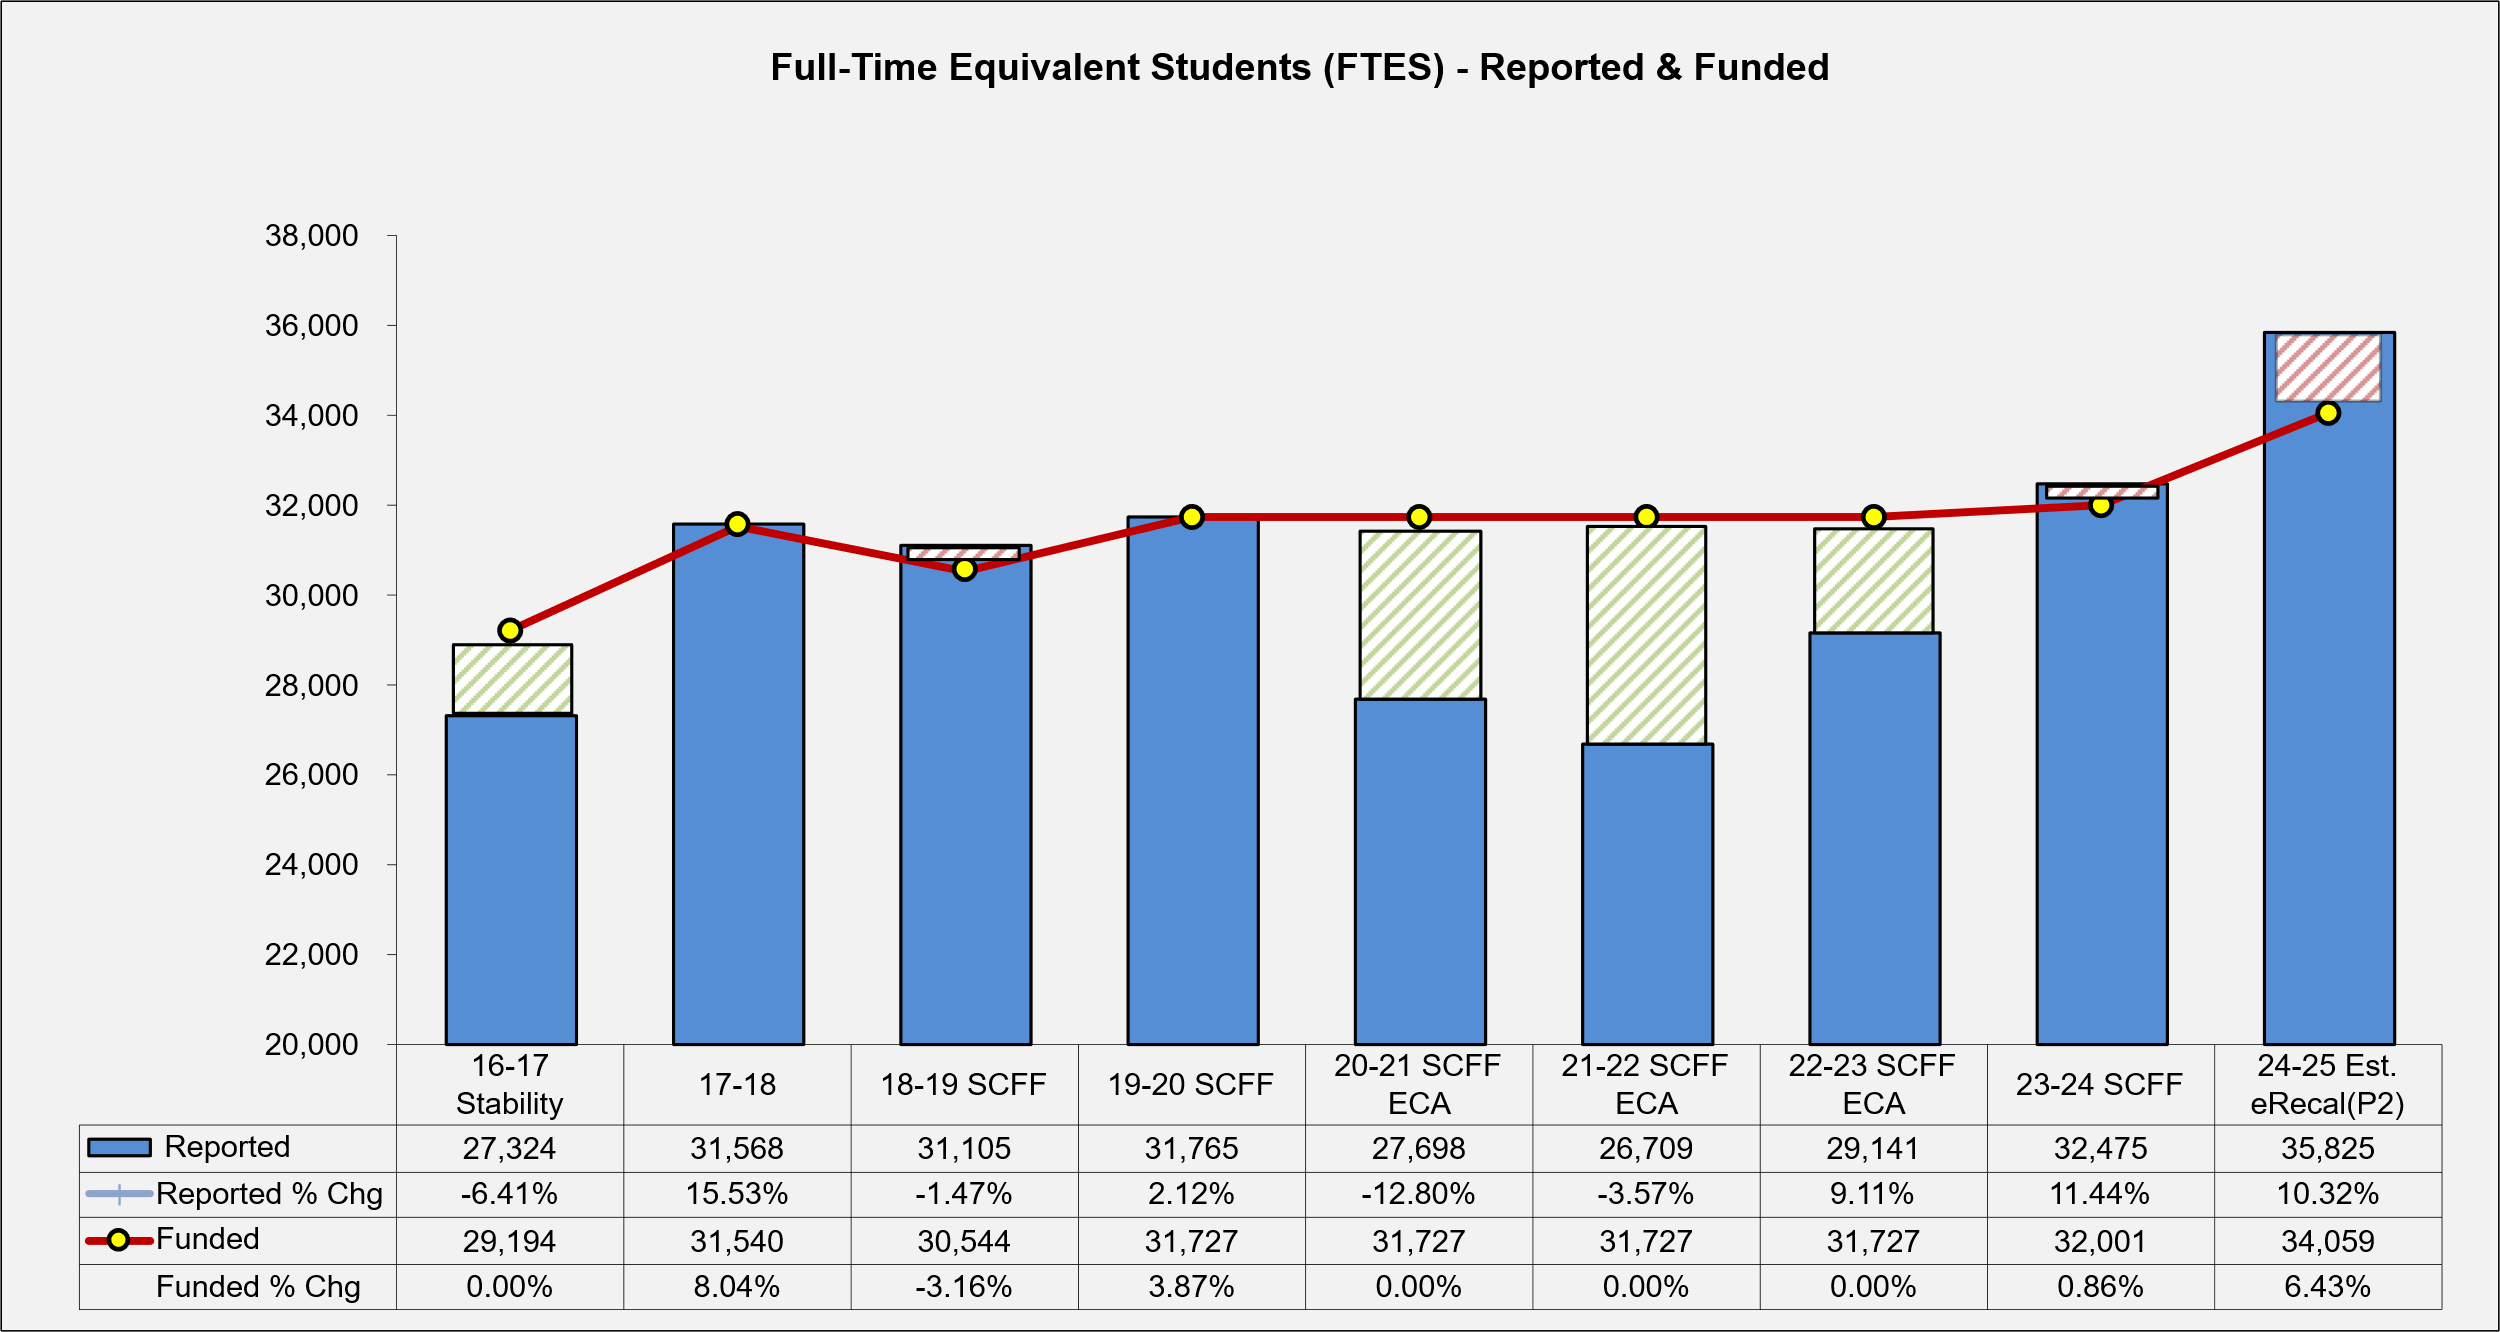 Full-Time Equivalent Students (FTES) - Reported & Funded
38,000
36,000
34,000
32,000
30,000
28,000
26,000
24,000
22,000
20,000
16-17 Stability 17-18 18-19 SCFF 19-20 SCFF 20-21 SCFF ECA 21-22 SCFF ECA 22-23 SCFF ECA 23-24 SCFF 24-25 Est. eRecal(P2)
Reported 27,324 31,568 31,105 31,765 27,698 26,709 29,141 32,475 35,825
Reported % Chg -6.41% 15.53% -1.47% 2.12% -12.80% -3.57% 9.11% 11.44% 10.32%
Funded 29,194 31,540 30,544 31,727 31,727 31,727 31,727 32,001 34,059
Funded % Chg 0.00% 8.04% -3.16% 3.87% 0.00% 0.00% 0.00% 0.86% 6.43%